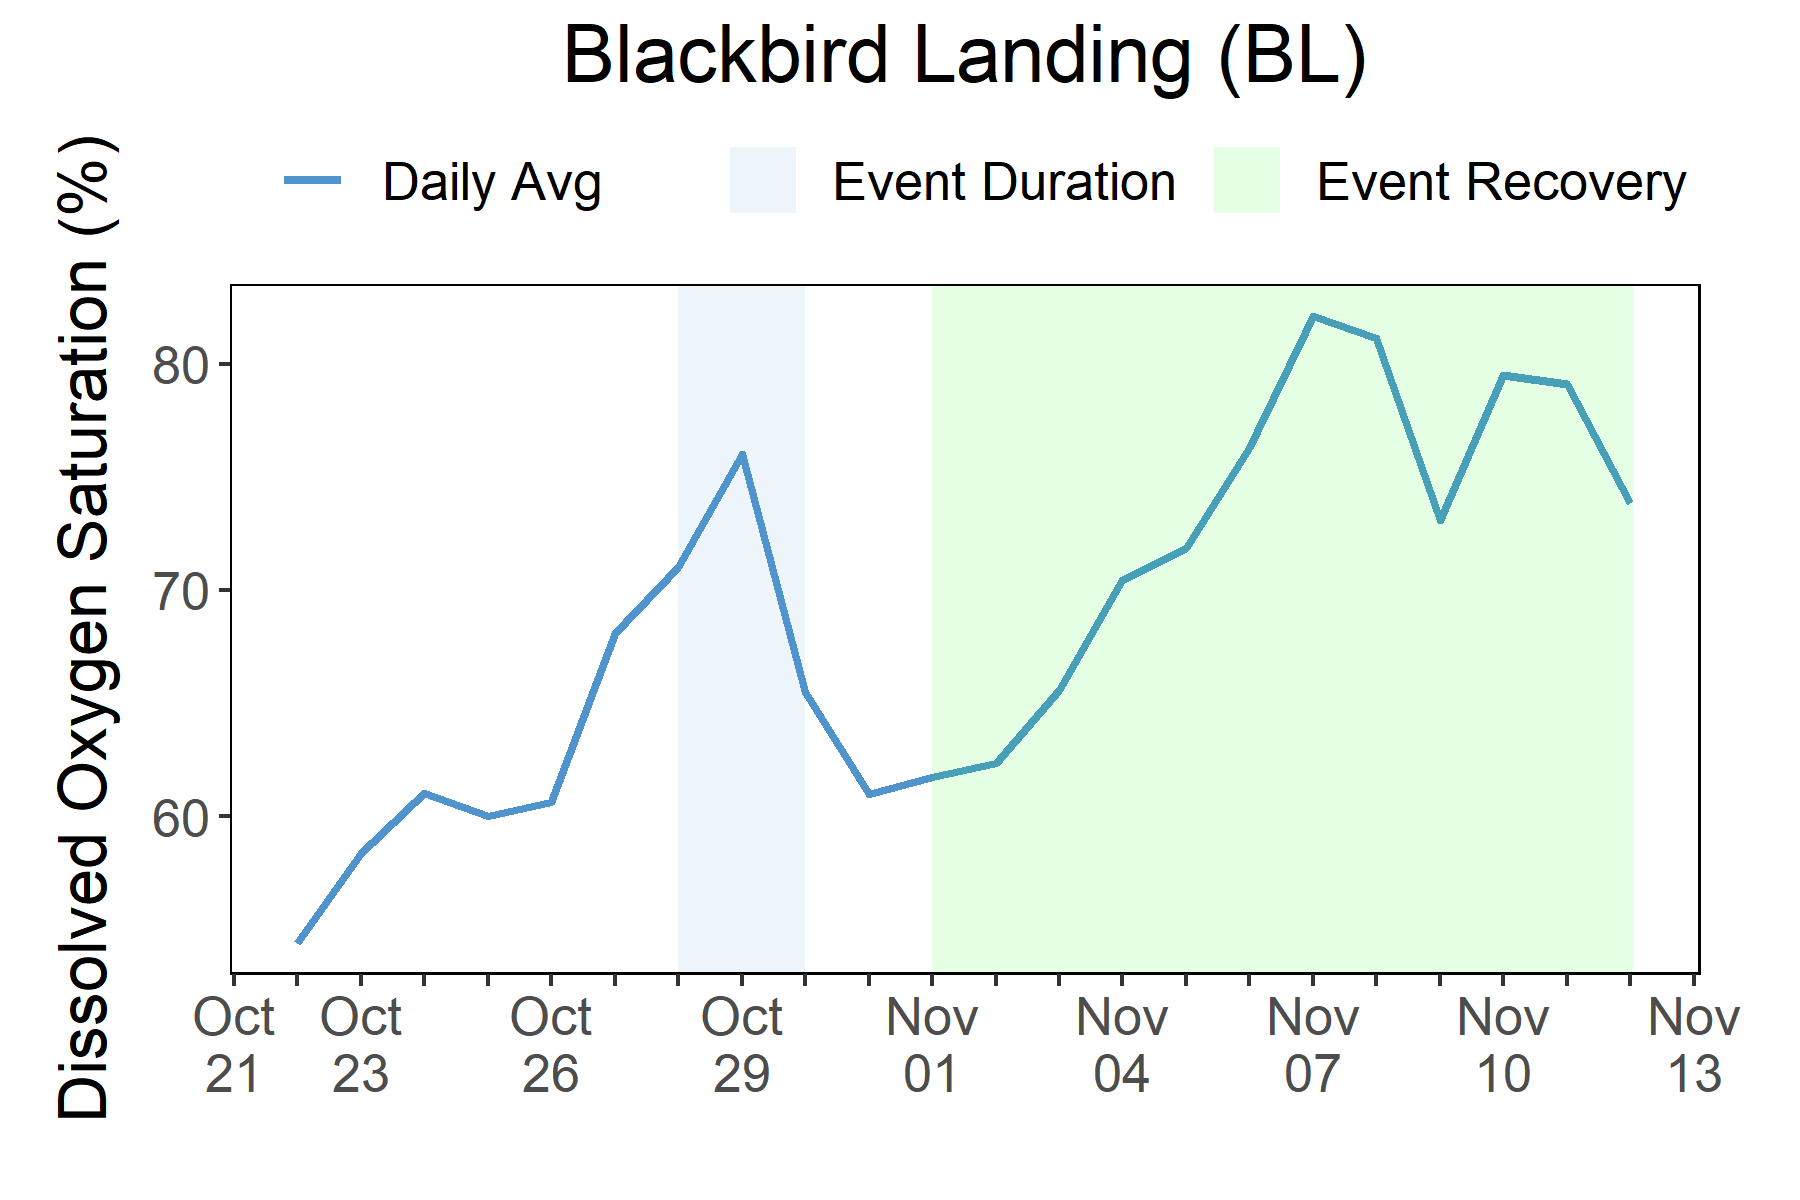 Blackbird Landing (BL)
Daily Avg
Event Duration
Event Recovery
Dissolved Oxygen Saturation (%)
80
70
60
Oct 21
Oct 23
Oct 26
Oct 29
Nov 01
Nov 04
Nov 07
Nov 10
Nov 13